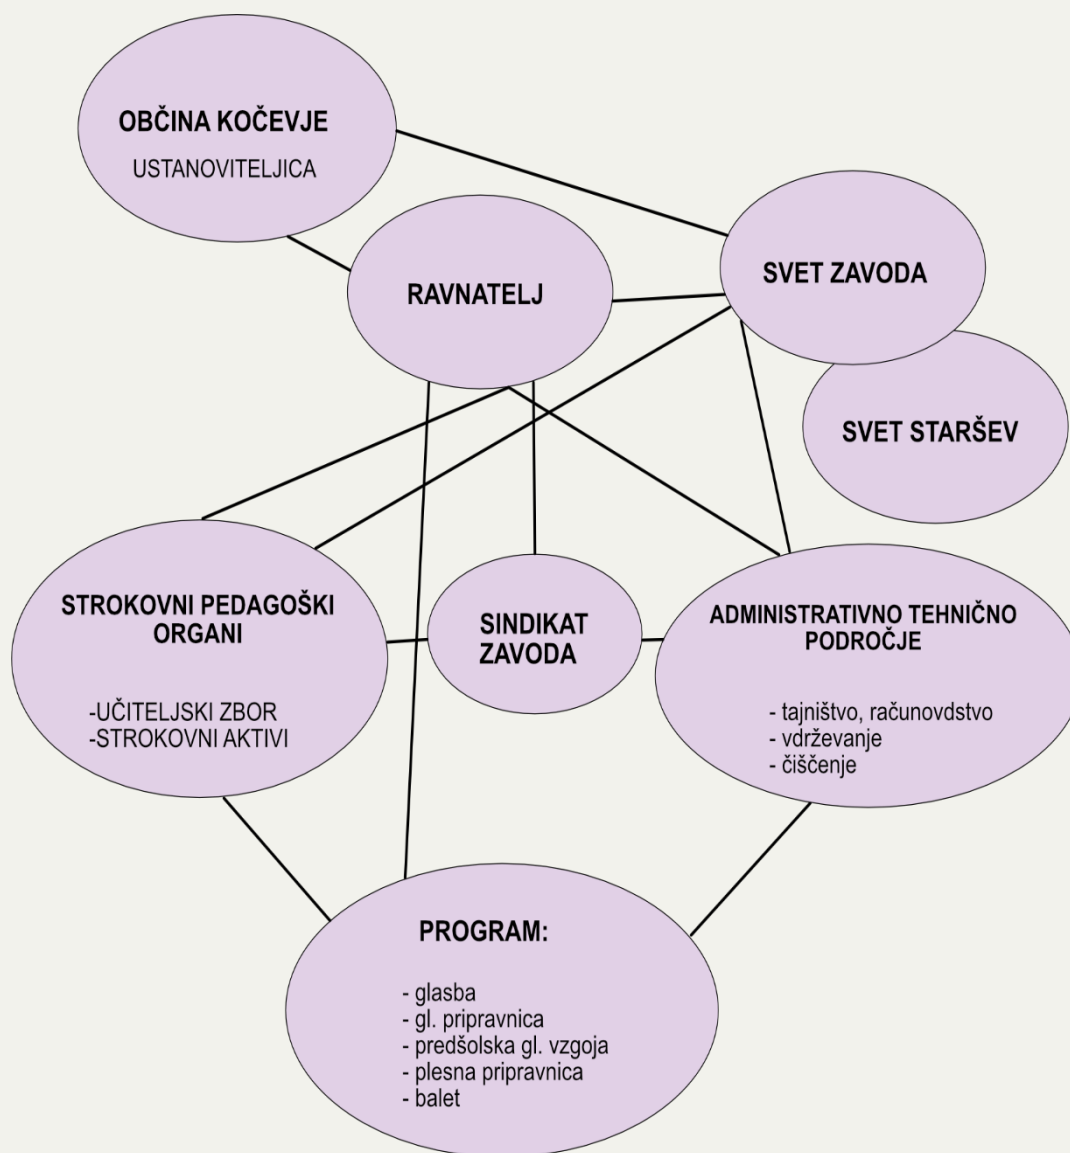 OBČINA KOČEVJE
USTANOVITELJICA
RAVNATELJ
SVET ZAVODA
SVET STARŠEV
STROKOVNI PEDAGOŠKI
ORGANI
-UČITELJSKI ZBOR
-STROKOVNI AKTIVI
SINDIKAT
ZAVODA
ADMINISTRATIVNO TEHNIČNO
PODROČJE
- tajništvo, računovdstvo
- vdrževanje
- čiščenje
PROGRAM:
- glasba
- gl. pripravnica
- predšolska gl. vzgoja
- plesna pripravnica
- balet